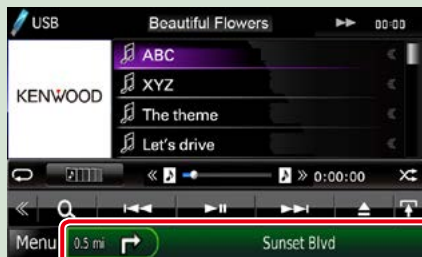 USB
Beautiful Flowers
00:00
KENWOOD
ABC
XYZ
The theme
Let's drive
0:00:00
Menu
0.5 mi
Sunset Blvd